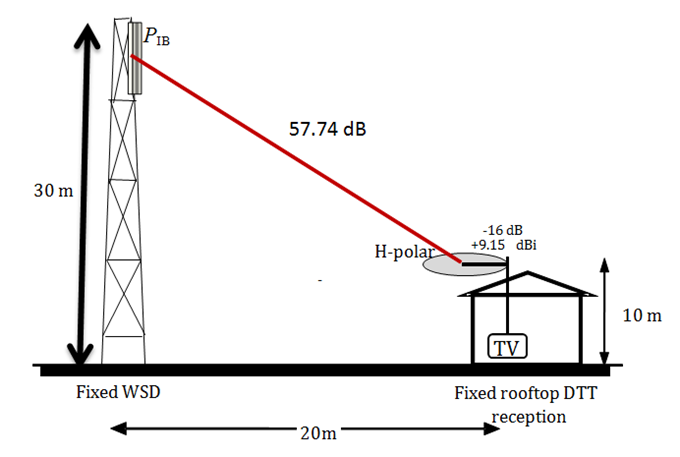 P_IB
57.74 dB
30 m
-16 dB
+9.15 dBi
H-polar
10 m
TV
Fixed WSD
Fixed rooftop DTT
reception
20m